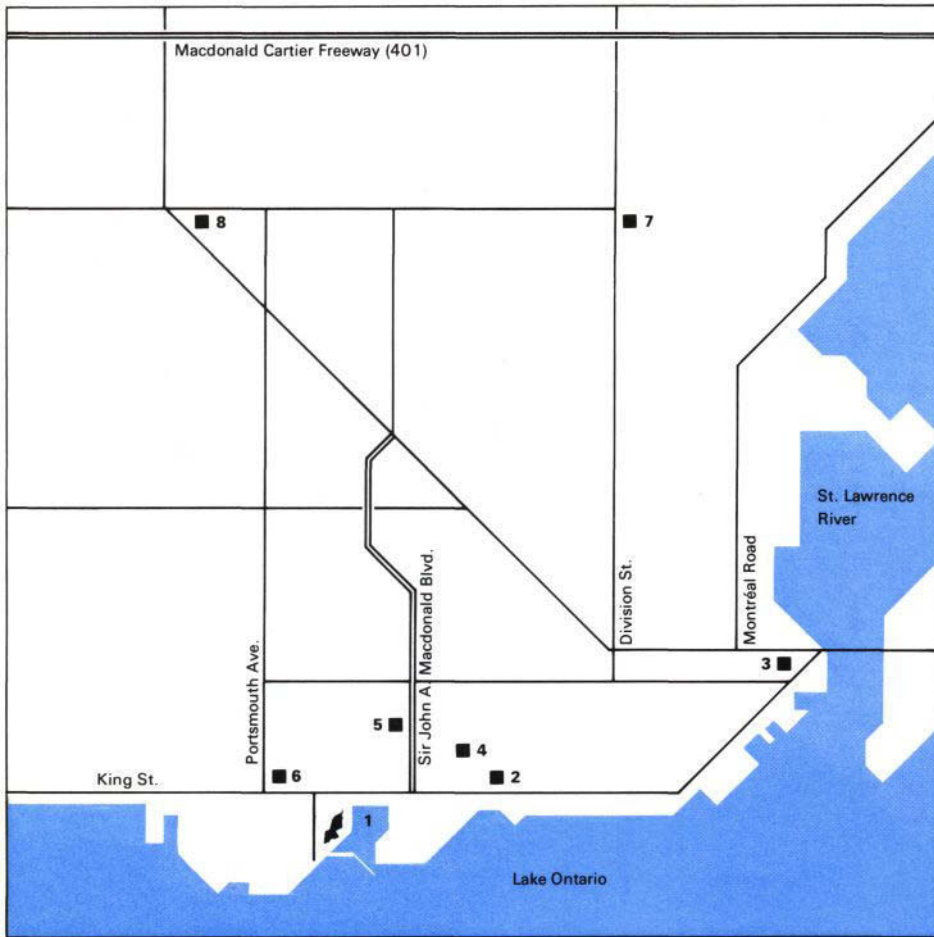 Macdonald Cartier Freeway (401)
8
7
St. Lawrence
River
Division St.
Montréal Road
3
Portsmouth Ave.
Sir John A. Macdonald Blvd.
5
4
6
2
King St.
1
Lake Ontario